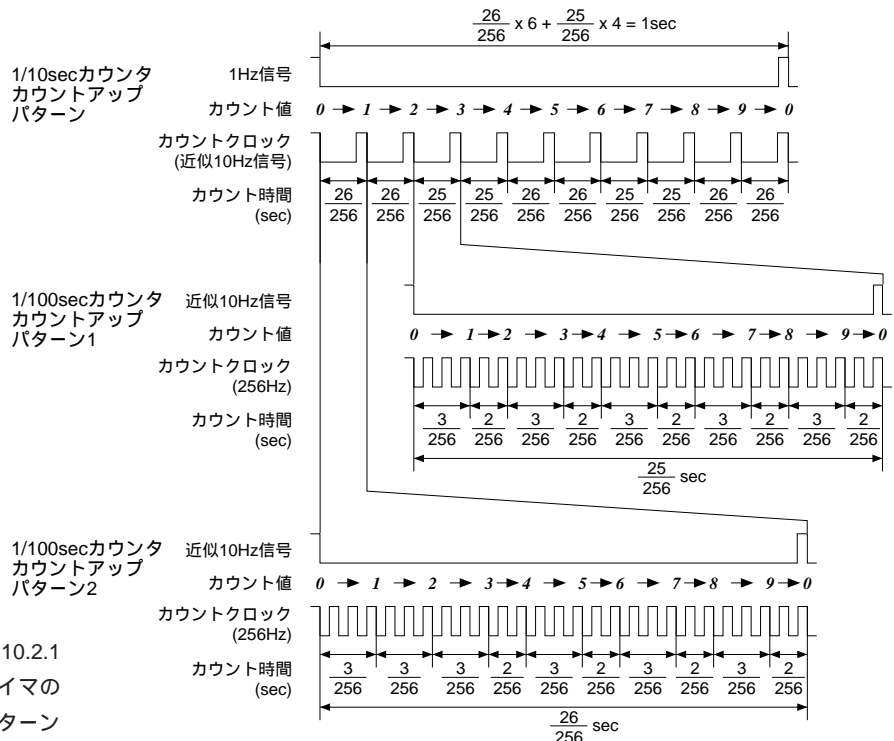 26/256 x 6 + 25/256 x 4 = 1sec
1/10secカウンタ
カウントアップ
パターン
1Hz信号
カウント値 0 1 2 3 4 5 6 7 8 9 0
カウントクロック
(近似10Hz信号)
カウント時間
(sec)
26/256 26/256 25/256 25/256 26/256 26/256 25/256 25/256 26/256 26/256
1/100secカウンタ
カウントアップ
パターン1
近似10Hz信号
カウント値 0 1 2 3 4 5 6 7 8 9 0
カウントクロック
(256Hz)
カウント時間
(sec)
3/256 2/256 3/256 2/256 3/256 2/256 3/256 2/256 3/256 2/256
25/256 sec
1/100secカウンタ
カウントアップ
パターン2
近似10Hz信号
カウント値 0 1 2 3 4 5 6 7 8 9 0
カウントクロック
(256Hz)
カウント時間
(sec)
3/256 3/256 3/256 2/256 3/256 2/256 3/256 2/256 3/256 2/256
26/256 sec
10.2.1
イマの
ターン